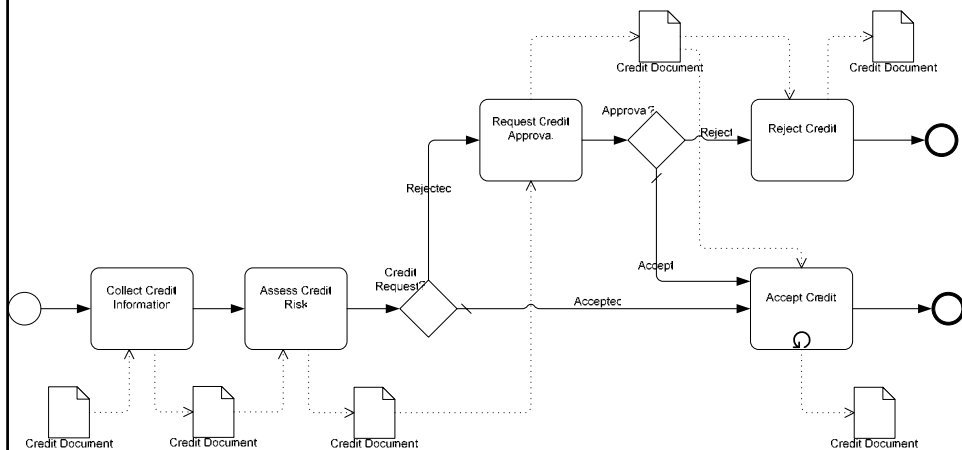 Credit Document
Credit Document
Request Credit
Approva.
Approva?
Reject
Reject Credit
Rejectec
Collect Credit
Information
Assess Credit
Risk
Credit
Request?
Accept
Acceptec
Accept Credit
Credit Document
Credit Document
Credit Document
Credit Document